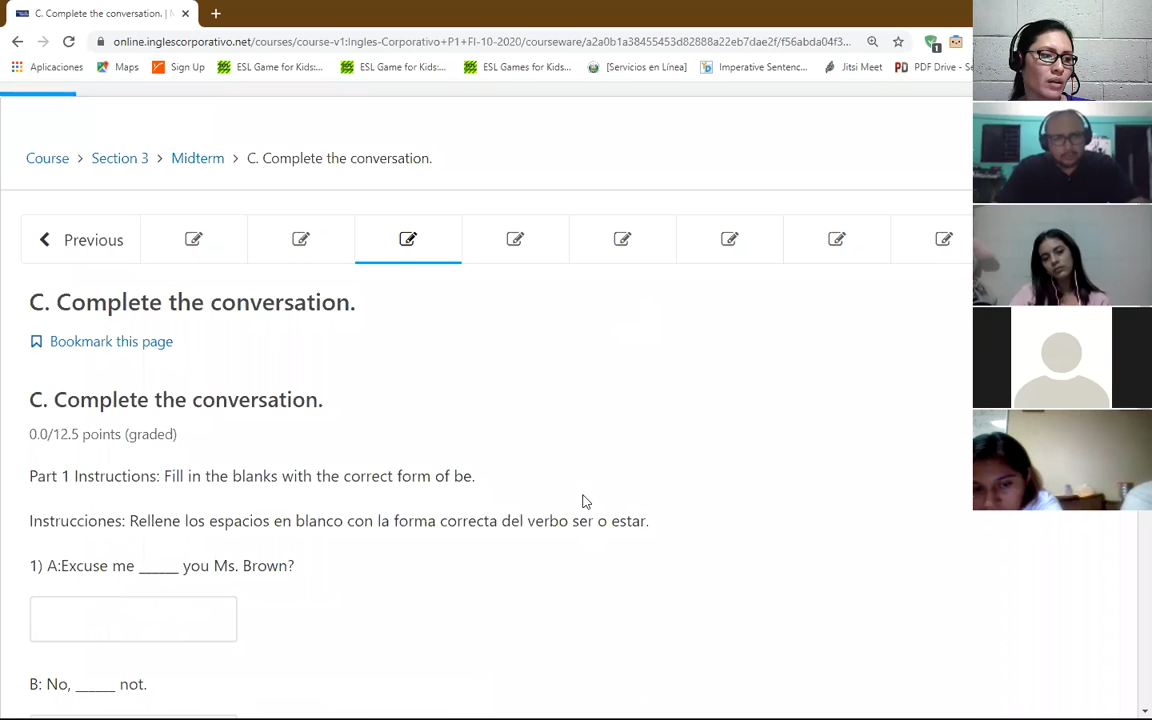 C. Complete the conversation. |
online.inglescorporativo.net/courses/course-v1:Ingles-Corporativo+P1+FI-10-2020/courseware/a2a0b1a38455453d82888a22eb7dae2f/f56abda04f3...
1
Aplicaciones Maps Sign Up ESL Game for Kids:... ESL Game for Kids:... ESL Games for Kids:... [Servicios en Línea] Imperative Sentenc... Jitsi Meet PDF Drive - Se
Course > Section 3 > Midterm > C. Complete the conversation.
Previous
C. Complete the conversation.
Bookmark this page
C. Complete the conversation.
0.0/12.5 points (graded)
Part 1 Instructions: Fill in the blanks with the correct form of be.
Instrucciones: Rellene los espacios en blanco con la forma correcta del verbo ser o estar.
1) A:Excuse me _____ you Ms. Brown?
B: No, _____ not.